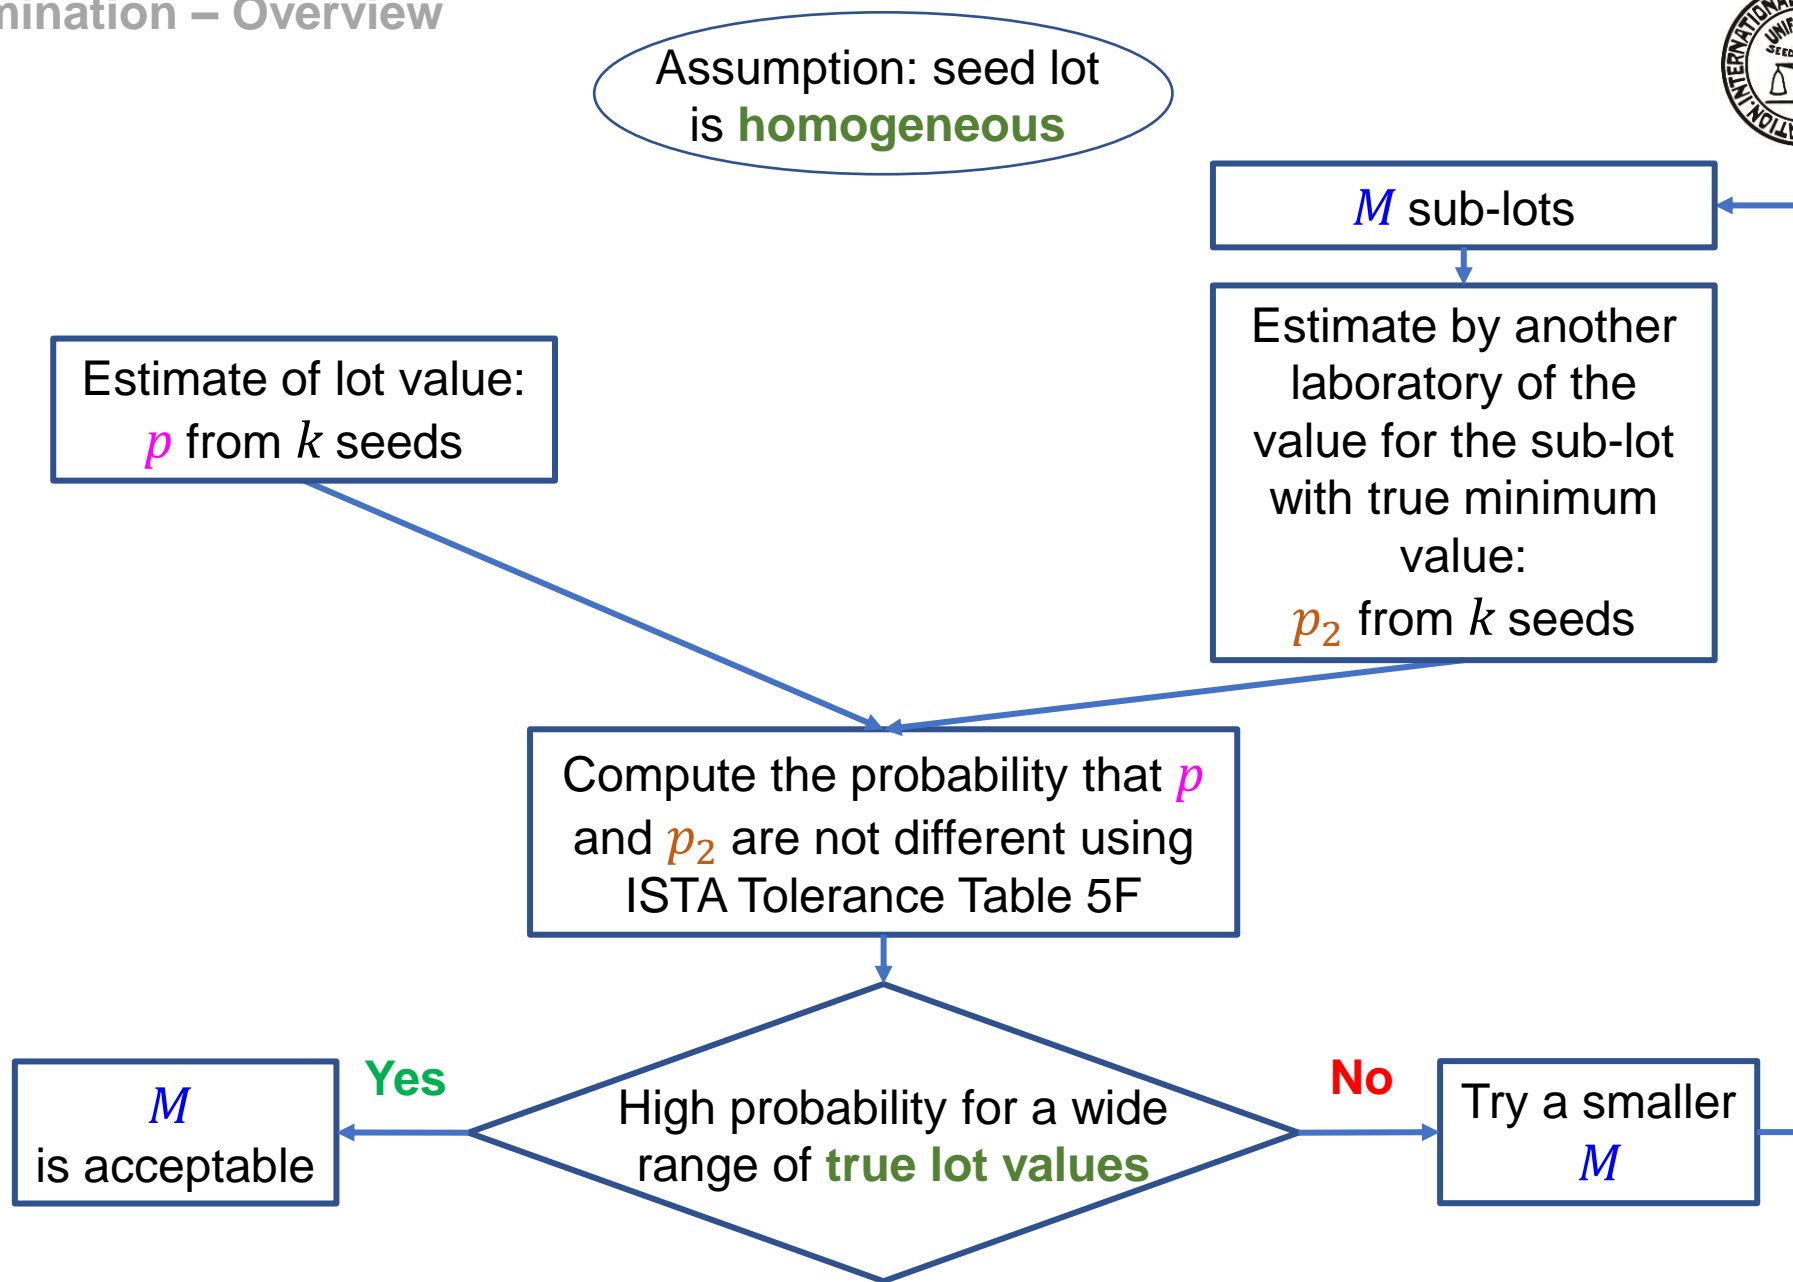 mination – Overview
Assumption: seed lot
is homogeneous
M sub-lots
Estimate by another
laboratory of the
value for the sub-lot
with true minimum
value:
p₂ from k seeds
Estimate of lot value:
p from k seeds
Compute the probability that p
and p₂ are not different using
ISTA Tolerance Table 5F
High probability for a wide
range of true lot values
Yes
M
is acceptable
No
Try a smaller
M